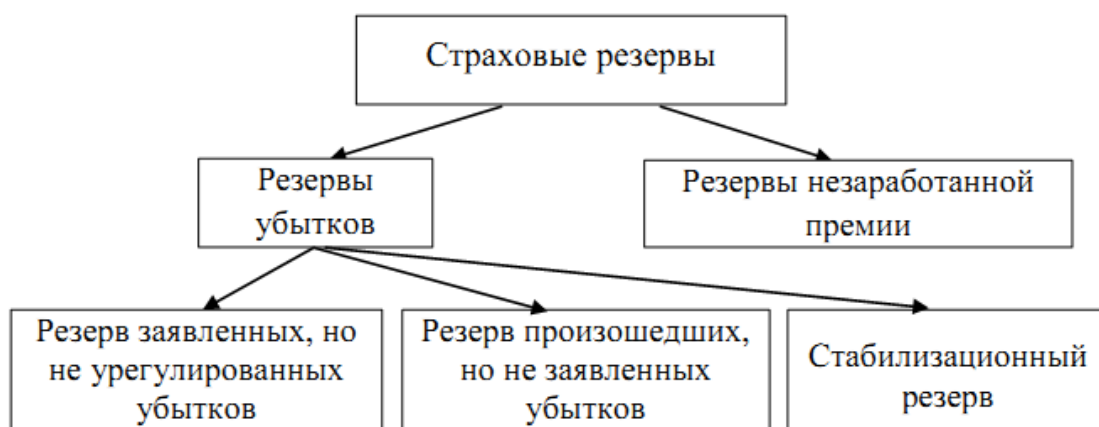 Страховые резервы
Резервы
убытков
Резервы незаработанной
премии
Резерв заявленных, но
не урегулированных
убытков
Резерв произошедших,
но не заявленных
убытков
Стабилизационный
резерв